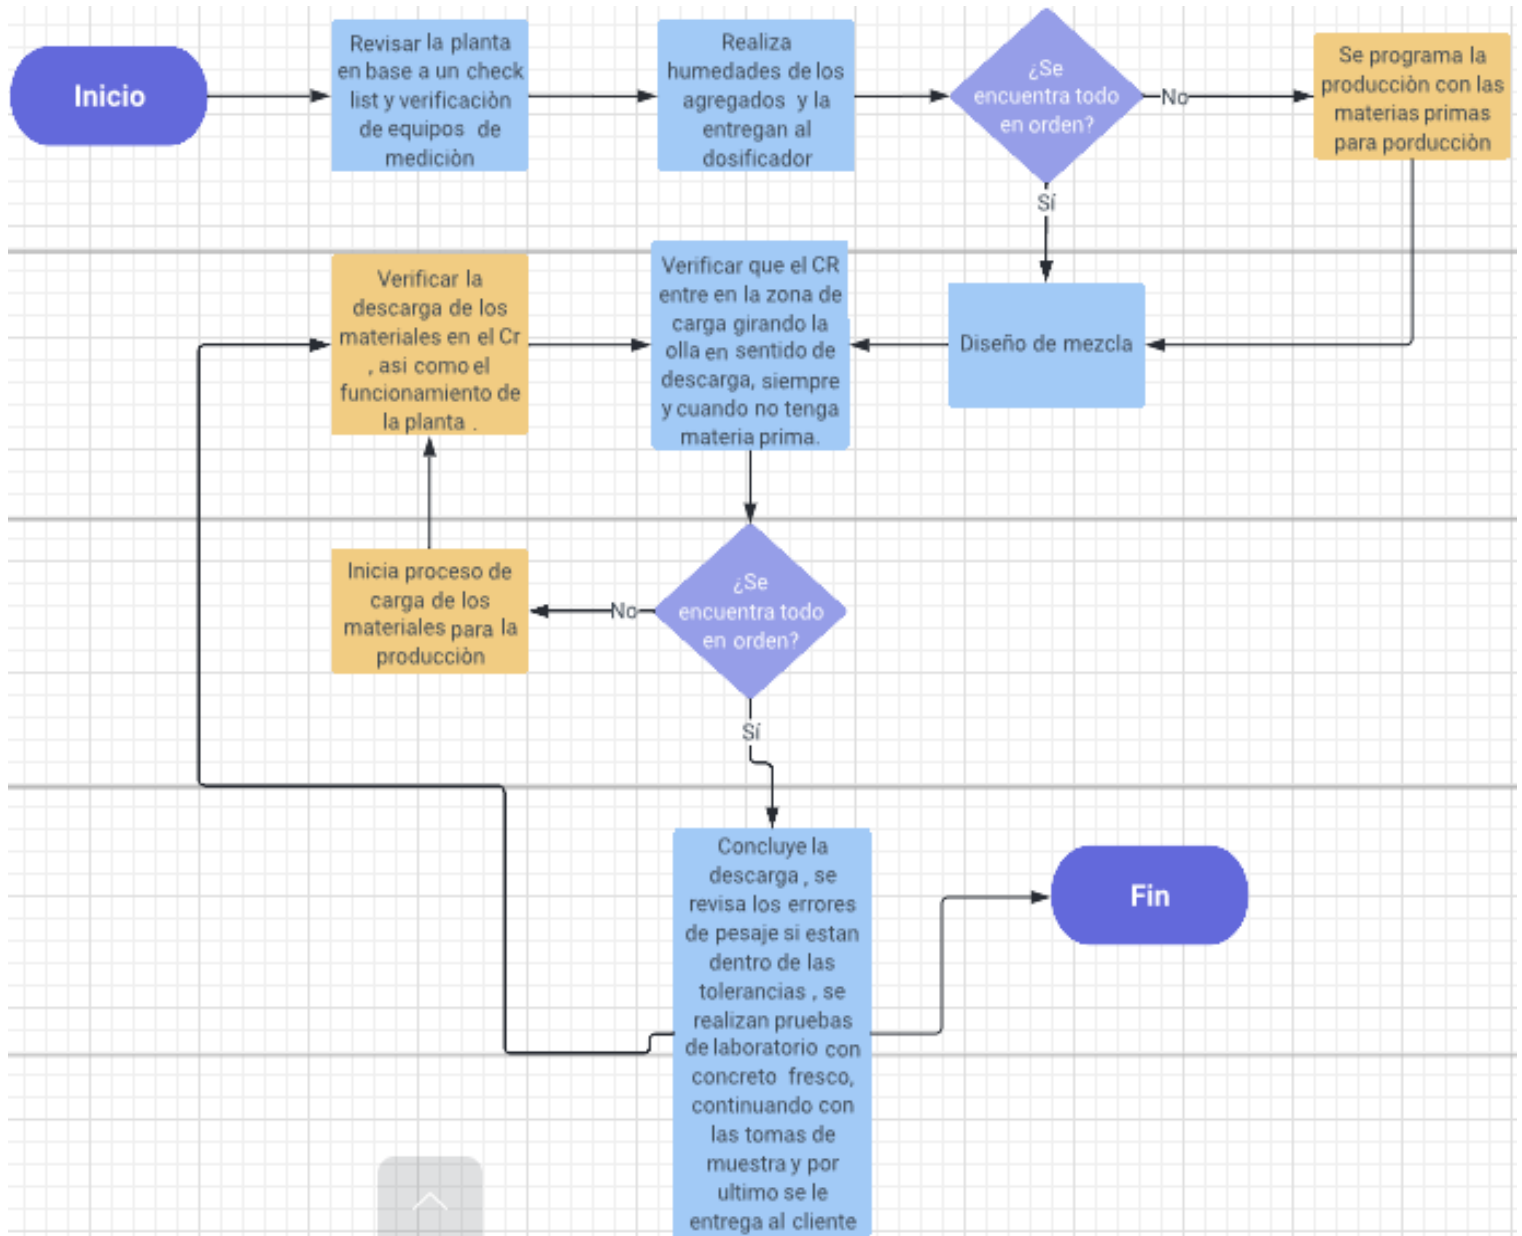 Inicio
Revisar la planta
en base a un check
list y verificaciòn
de equipos de
mediciòn
Realiza
humedades de los
agregados y la
entregan al
dosificador
¿Se
encuentra todo
en orden?
No
Se programa la
producciòn con las
materias primas
para porducciòn
Sí
Verificar la
descarga de los
materiales en el Cr
, asi como el
funcionamiento de
la planta .
Verificar que el CR
entre en la zona de
carga girando la
olla en sentido de
descarga, siempre
y cuando no tenga
materia prima.
Diseño de mezcla
Inicia proceso de
carga de los
materiales para la
producciòn
No
¿Se
encuentra todo
en orden?
Sí
Concluye la
descarga , se
revisa los errores
de pesaje si estan
dentro de las
tolerancias , se
realizan pruebas
de laboratorio con
concreto fresco,
continuando con
las tomas de
muestra y por
ultimo se le
entrega al cliente
Fin